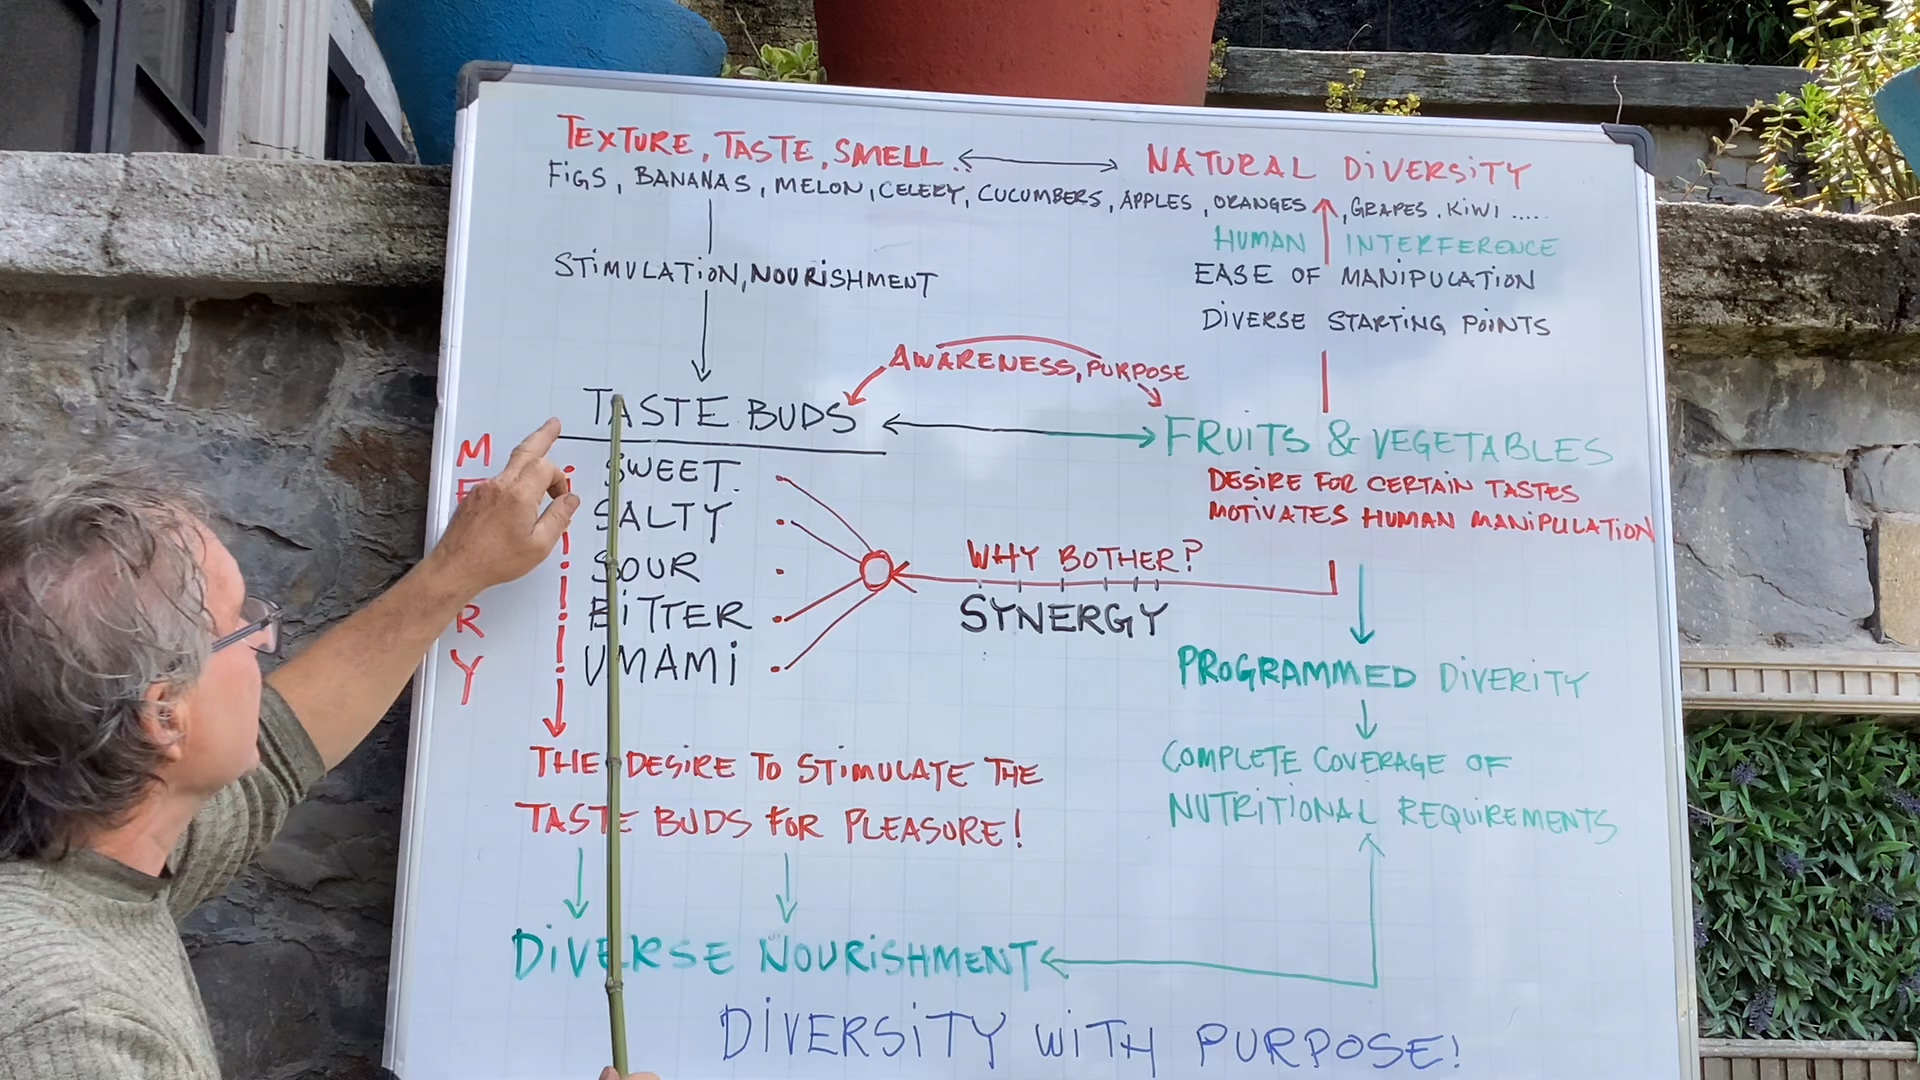 TEXTURE, TASTE, SMELL
NATURAL DIVERSITY
FIGS, BANANAS, MELON, CELERY, CUCUMBERS, APPLES, ORANGES, GRAPES, KIWI .....
HUMAN INTERFERENCE
EASE OF MANIPULATION
DIVERSE STARTING POINTS
STIMULATION, NOURISHMENT
AWARENESS, PURPOSE
TASTE BUDS
FRUITS & VEGETABLES
DESIRE FOR CERTAIN TASTES
MOTIVATES HUMAN MANIPULATION
SWEET
SALTY
SOUR
BITTER
UMAMI
WHY BOTHER?
SYNERGY
PROGRAMMED DIVERITY
COMPLETE COVERAGE OF
NUTRITIONAL REQUIREMENTS
THE DESIRE TO STIMULATE THE
TASTE BUDS FOR PLEASURE!
DIVERSE NOURISHMENT
DIVERSITY WITH PURPOSE!